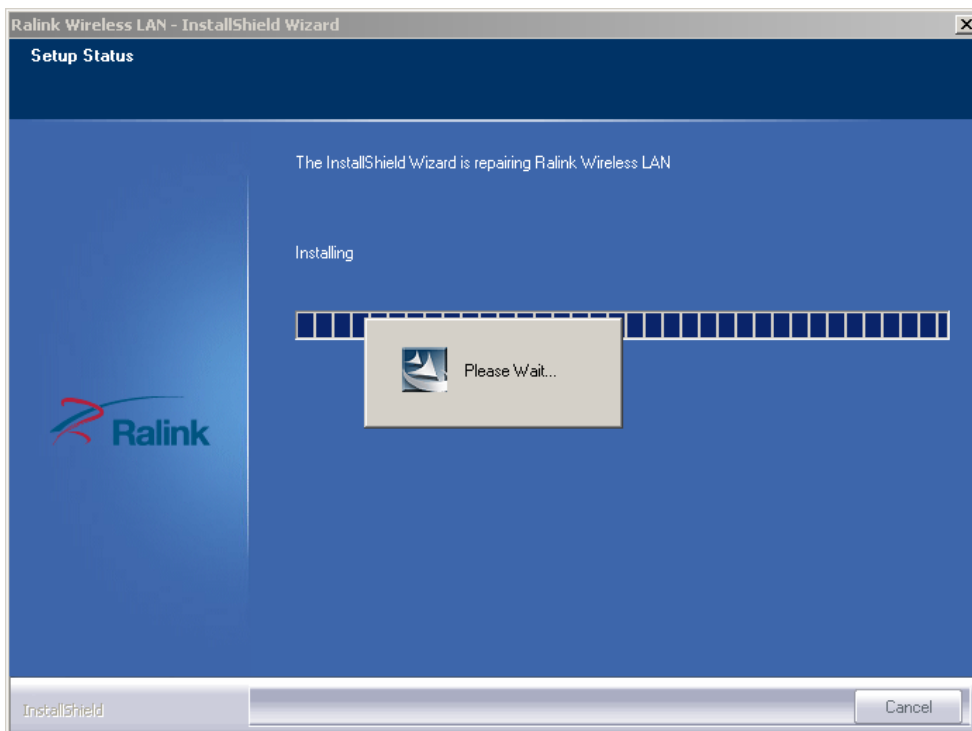 Ralink Wireless LAN - InstallShield Wizard
Setup Status
The InstallShield Wizard is repairing Ralink Wireless LAN
Installing
Please Wait...
Ralink
InstallShield
Cancel